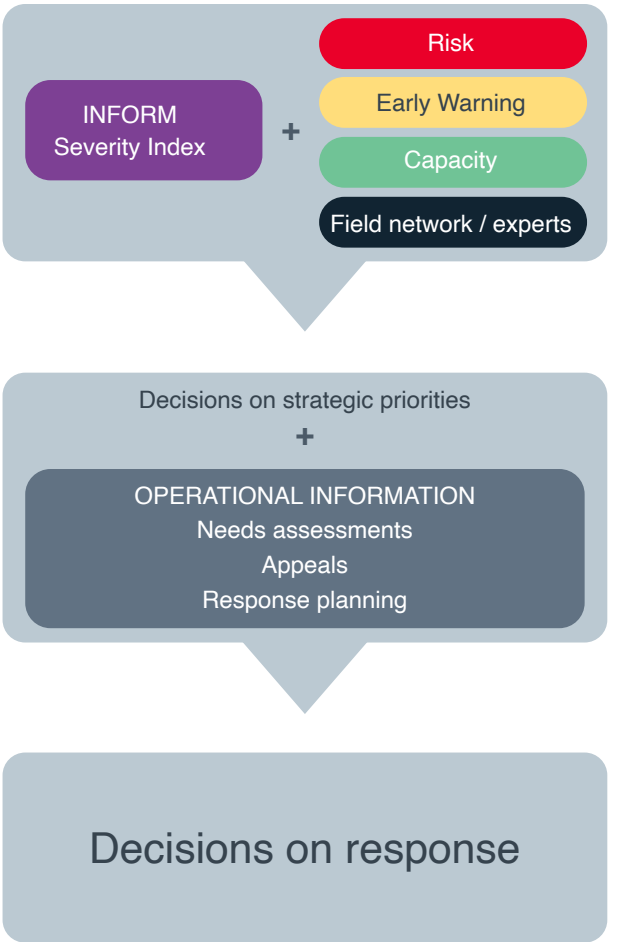 INFORM
Severity Index
+
Risk
Early Warning
Capacity
Field network / experts
Decisions on strategic priorities
+
OPERATIONAL INFORMATION
Needs assessments
Appeals
Response planning
Decisions on response